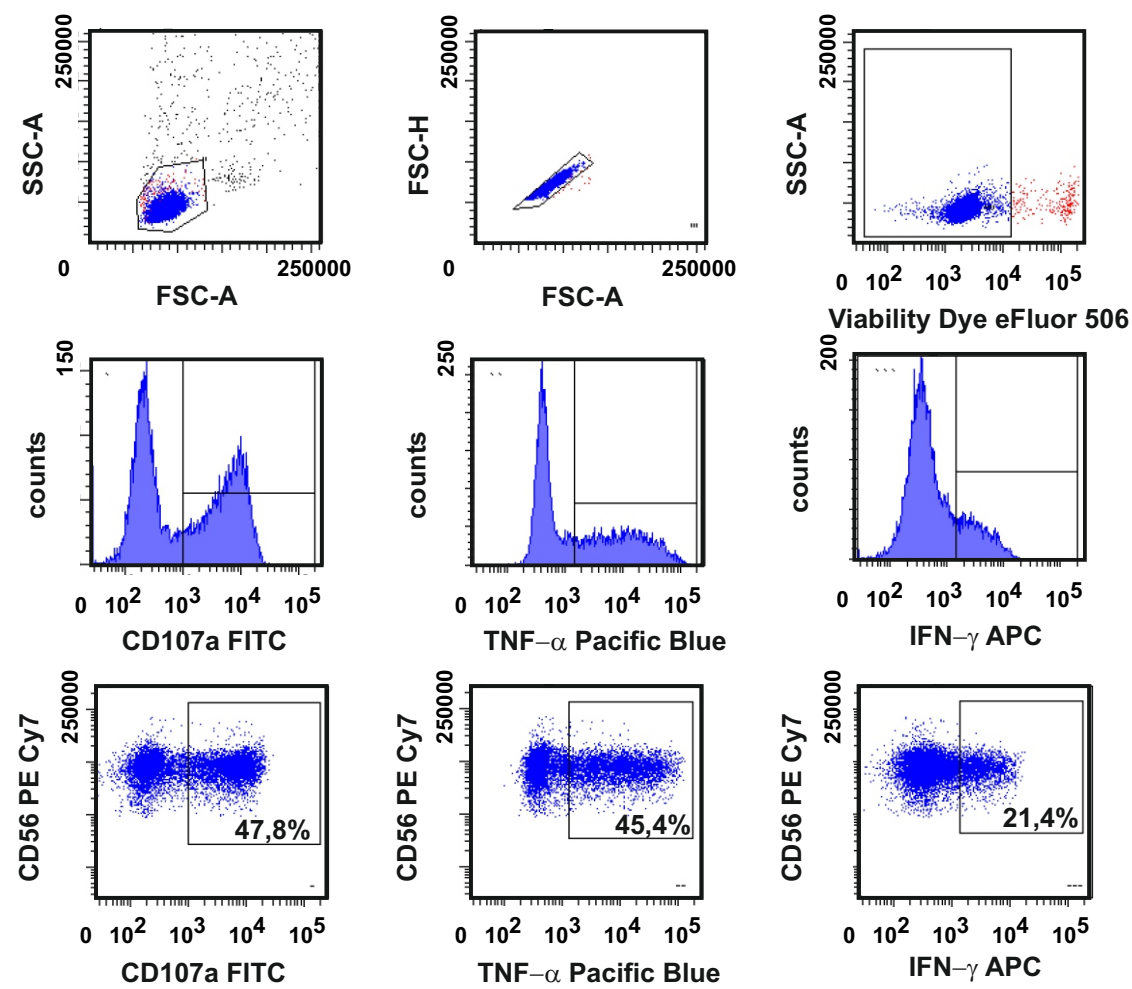 250000
SSC-A
0
250000
FSC-A
250000
FSC-H
0
250000
FSC-A
250000
SSC-A
0 10² 10³ 10⁴ 10⁵
Viability Dye eFluor 506
150
counts
0 10² 10³ 10⁴ 10⁵
CD107a FITC
250
counts
0 10² 10³ 10⁴ 10⁵
TNF–α Pacific Blue
200
counts
0 10² 10³ 10⁴ 10⁵
IFN–γ APC
250000
CD56 PE Cy7
47,8%
0 10² 10³ 10⁴ 10⁵
CD107a FITC
250000
CD56 PE Cy7
45,4%
0 10² 10³ 10⁴ 10⁵
TNF–α Pacific Blue
250000
CD56 PE Cy7
21,4%
0 10² 10³ 10⁴ 10⁵
IFN–γ APC